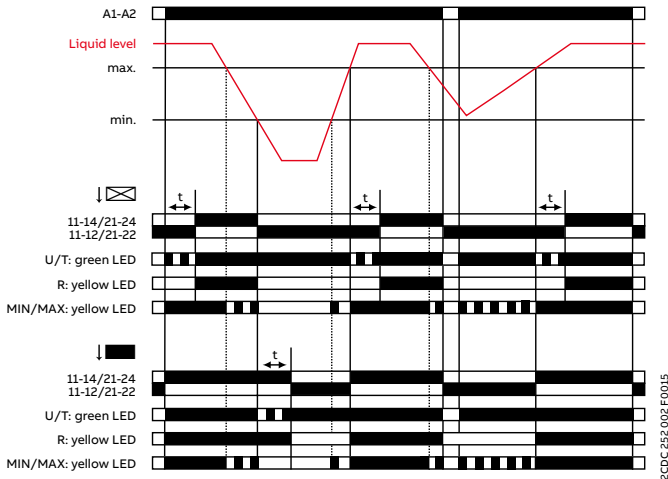 A1-A2
Liquid level
max.
min.
t
t
t
11-14/21-24
11-12/21-22
U/T: green LED
R: yellow LED
MIN/MAX: yellow LED
t
11-14/21-24
11-12/21-22
U/T: green LED
R: yellow LED
MIN/MAX: yellow LED
2CDC 252 002 F0015